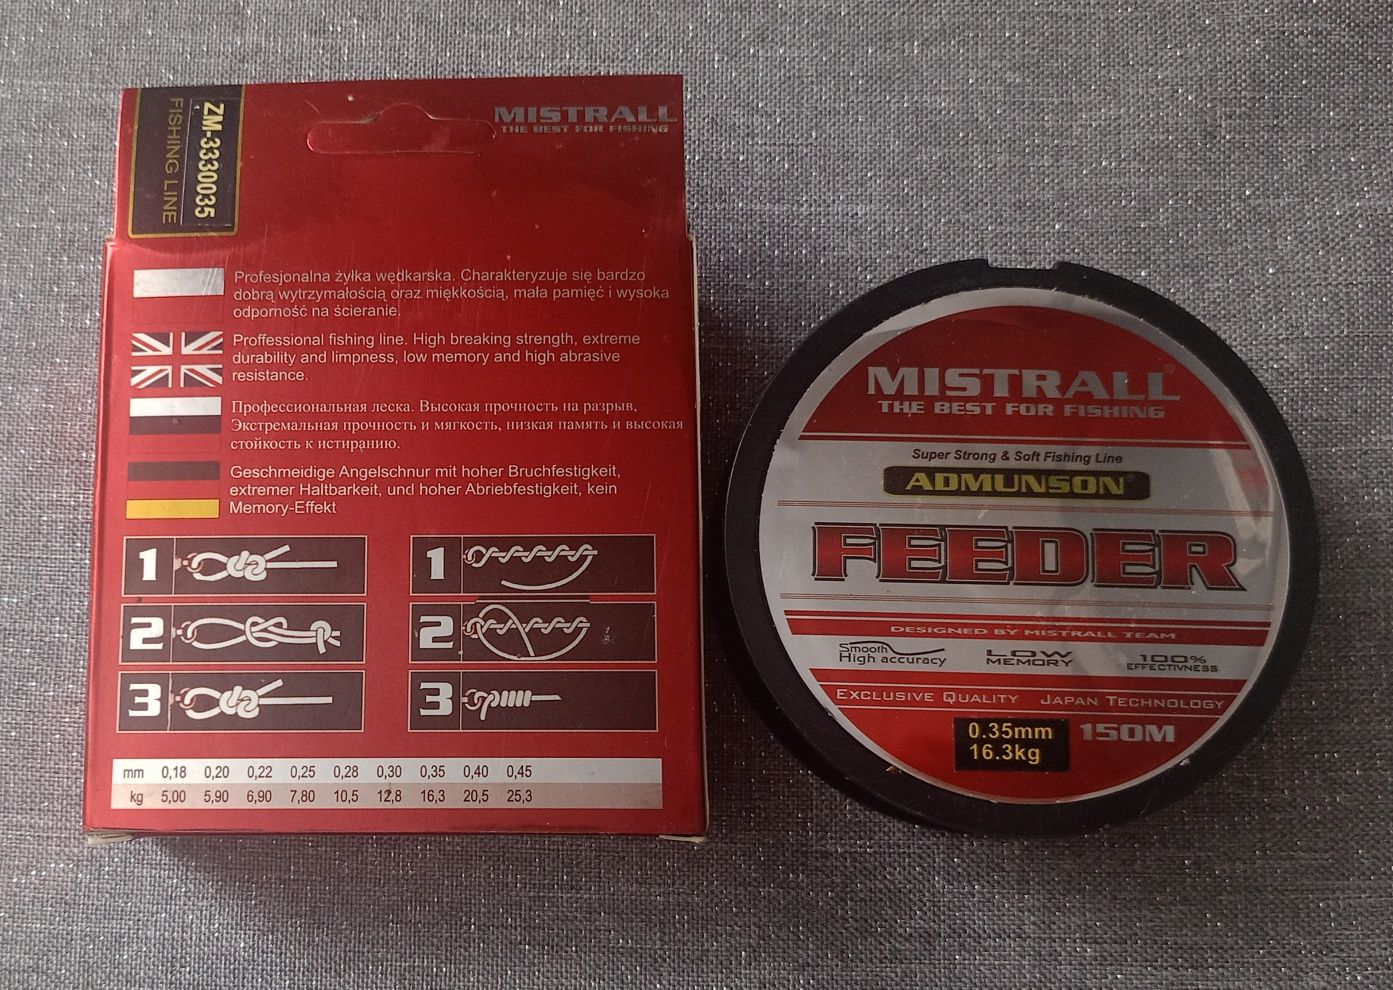 ZM-3330035
FISHING LINE
MISTRALL
THE BEST FOR FISHING
Profesjonalna żyłka wędkarska. Charakteryzuje się bardzo
dobrą wytrzymałością oraz miękkością, mała pamięć i wysoka
odporność na ścieranie.
Proffessional fishing line. High breaking strength, extreme
durability and limpness, low memory and high abrasive
resistance.
Профессиональная леска. Высокая прочность на разрыв,
Экстремальная прочность и мягкость, низкая память и высокая
стойкость к истиранию.
Geschmeidige Angelschnur mit hoher Bruchfestigkeit,
extremer Haltbarkeit, und hoher Abriebfestigkeit, kein
Memory-Effekt
1
2
3
1
2
3
mm 0,18 0,20 0,22 0,25 0,28 0,30 0,35 0,40 0,45
kg 5,00 5,90 6,90 7,80 10,5 12,8 16,3 20,5 25,3
MISTRALL®
THE BEST FOR FISHING
Super Strong & Soft Fishing Line
ADMUNSON®
FEEDER
DESIGNED BY MISTRALL TEAM
Smooth
High accuracy
LOW
MEMORY
100%
EFFECTIVNESS
EXCLUSIVE QUALITY JAPAN TECHNOLOGY
0.35mm
16.3kg
150M